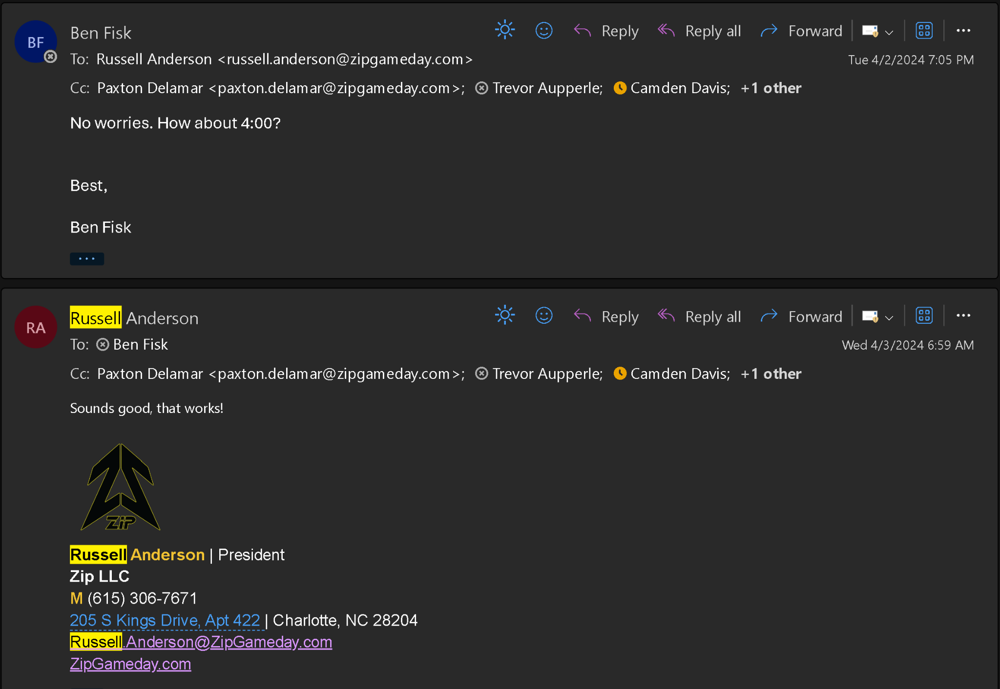 BF
Ben Fisk
Reply
Reply all
Forward
To: Russell Anderson <russell.anderson@zipgameday.com>
Tue 4/2/2024 7:05 PM
Cc: Paxton Delamar <paxton.delamar@zipgameday.com>; Trevor Aupperle; Camden Davis; +1 other
No worries. How about 4:00?
Best,
Ben Fisk
RA
Russell Anderson
Reply
Reply all
Forward
To: Ben Fisk
Wed 4/3/2024 6:59 AM
Cc: Paxton Delamar <paxton.delamar@zipgameday.com>; Trevor Aupperle; Camden Davis; +1 other
Sounds good, that works!
ZiP
Russell Anderson | President
Zip LLC
M (615) 306-7671
205 S Kings Drive, Apt 422 | Charlotte, NC 28204
Russell.Anderson@ZipGameday.com
ZipGameday.com